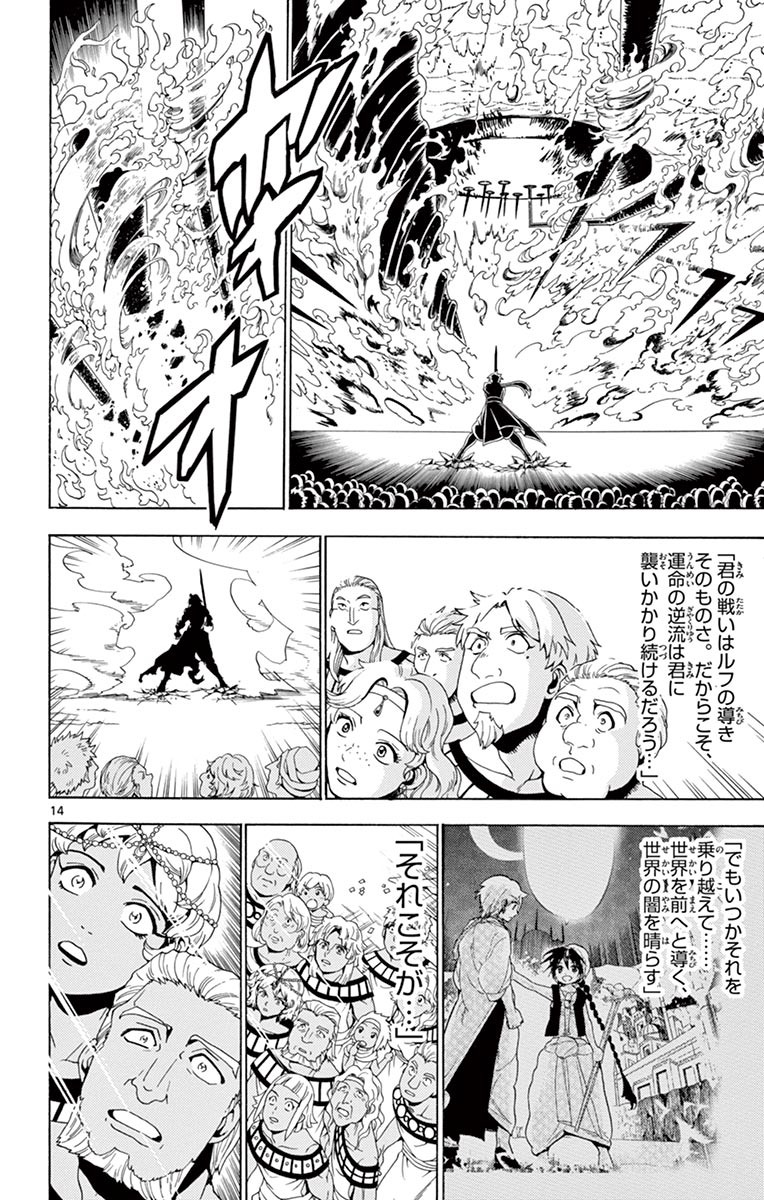 ガガガガ
「君の戦いはルフの導き
そのものさ。だからこそ、
運命の逆流は君に
襲いかかり続けるだろう…」
14
「でもいつかそれを
乗り越えて……
世界を前へと導く、
世界の闇を晴らす」
「それこそが……」